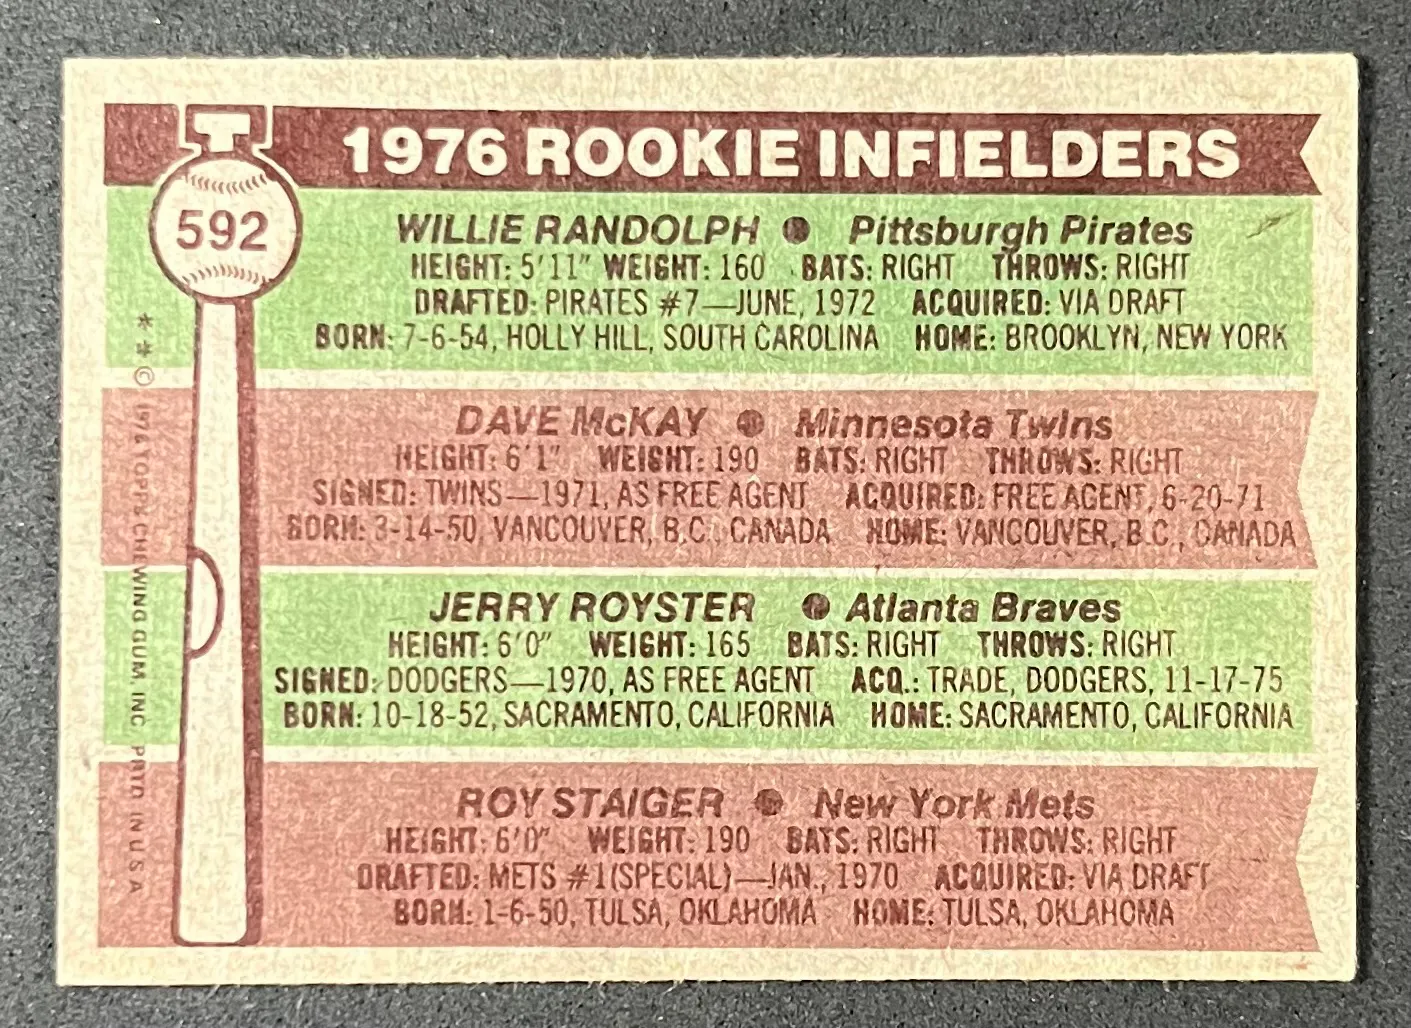 T
1976 ROOKIE INFIELDERS
592
WILLIE RANDOLPH ● Pittsburgh Pirates
HEIGHT: 5'11" WEIGHT: 160 BATS: RIGHT THROWS: RIGHT
DRAFTED: PIRATES #7—JUNE, 1972 ACQUIRED: VIA DRAFT
BORN: 7-6-54, HOLLY HILL, SOUTH CAROLINA HOME: BROOKLYN, NEW YORK
DAVE McKAY ● Minnesota Twins
HEIGHT: 6'1" WEIGHT: 190 BATS: RIGHT THROWS: RIGHT
SIGNED: TWINS—1971, AS FREE AGENT ACQUIRED: FREE AGENT, 6-20-71
BORN: 3-14-50, VANCOUVER, B.C., CANADA HOME: VANCOUVER, B.C., CANADA
JERRY ROYSTER ● Atlanta Braves
HEIGHT: 6'0" WEIGHT: 165 BATS: RIGHT THROWS: RIGHT
SIGNED: DODGERS—1970, AS FREE AGENT ACQ.: TRADE, DODGERS, 11-17-75
BORN: 10-18-52, SACRAMENTO, CALIFORNIA HOME: SACRAMENTO, CALIFORNIA
ROY STAIGER ● New York Mets
HEIGHT: 6'0" WEIGHT: 190 BATS: RIGHT THROWS: RIGHT
DRAFTED: METS #1(SPECIAL)—JAN., 1970 ACQUIRED: VIA DRAFT
BORN: 1-6-50, TULSA, OKLAHOMA HOME: TULSA, OKLAHOMA
**© 1976 TOPPS CHEWING GUM, INC. PRTD. IN U.S.A.